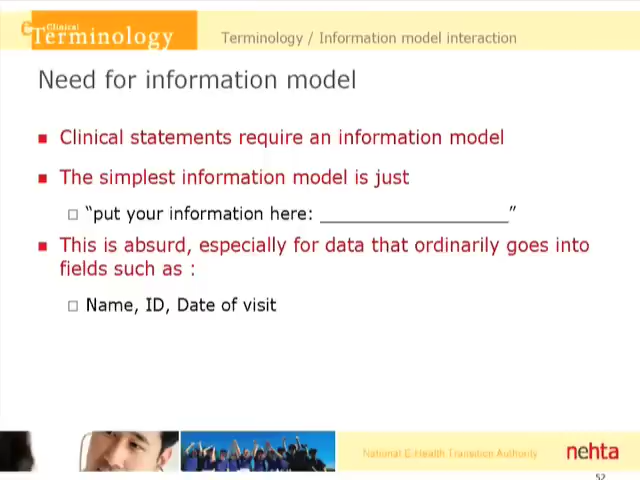 Clinical
Terminology
Terminology / Information model interaction
Need for information model
Clinical statements require an information model
The simplest information model is just
“put your information here: ___________________”
This is absurd, especially for data that ordinarily goes into
fields such as :
Name, ID, Date of visit
National E-Health Transition Authority
nehta
52